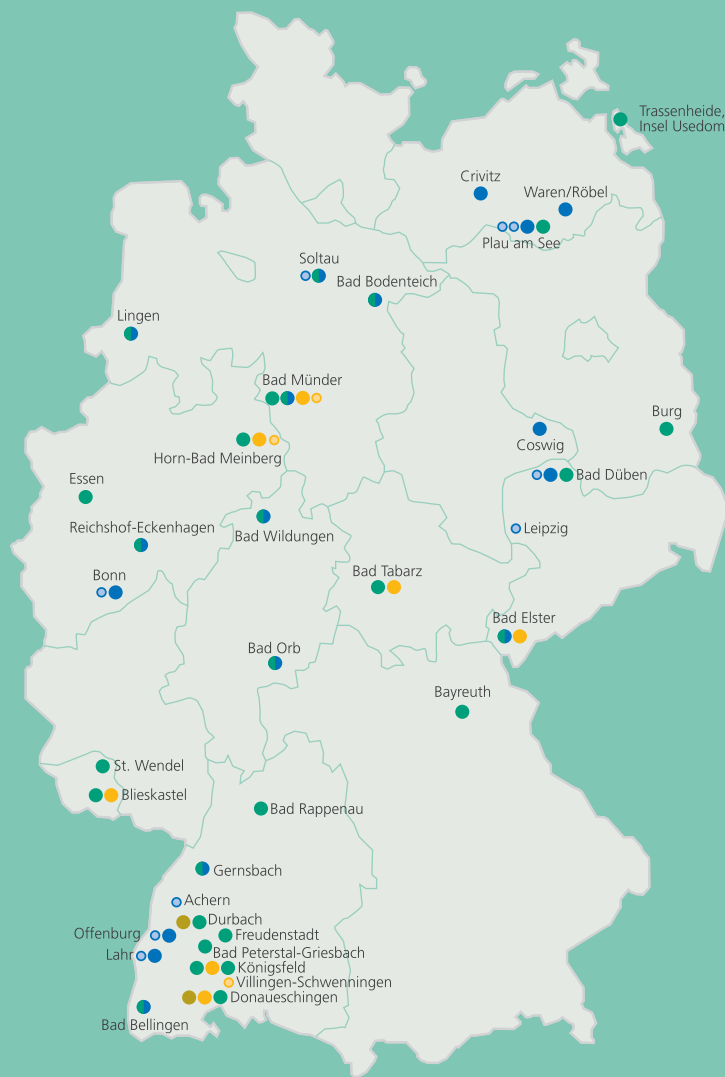 Trassenheide,
Insel Usedom
Crivitz
Waren/Röbel
Plau am See
Soltau
Bad Bodenteich
Lingen
Bad Münder
Burg
Coswig
Horn-Bad Meinberg
Bad Düben
Essen
Reichshof-Eckenhagen
Leipzig
Bad Wildungen
Bonn
Bad Tabarz
Bad Elster
Bad Orb
Bayreuth
St. Wendel
Blieskastel
Bad Rappenau
Gernsbach
Achern
Durbach
Offenburg
Freudenstadt
Lahr
Bad Peterstal-Griesbach
Königsfeld
Villingen-Schwenningen
Donaueschingen
Bad Bellingen